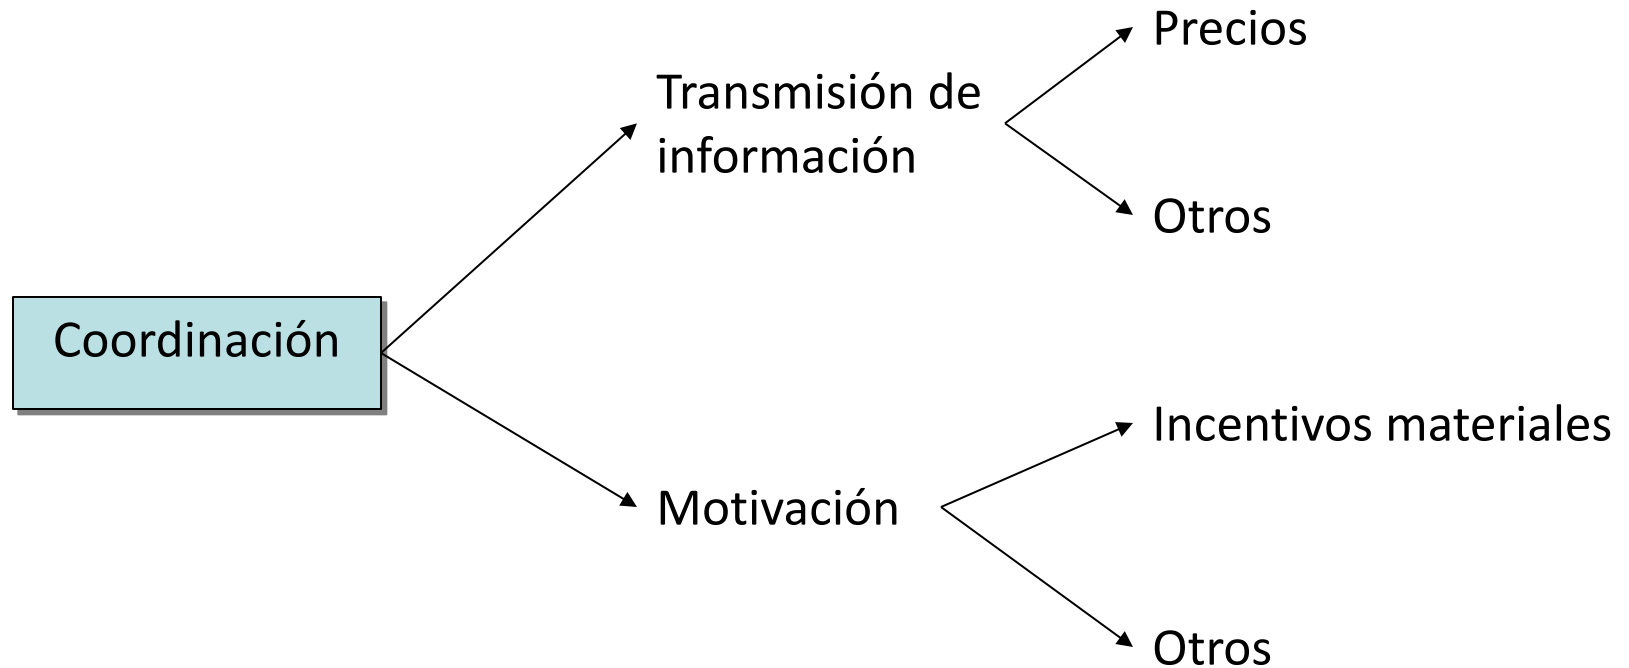 Precios
Transmisión de
información
Otros
Coordinación
Incentivos materiales
Motivación
Otros